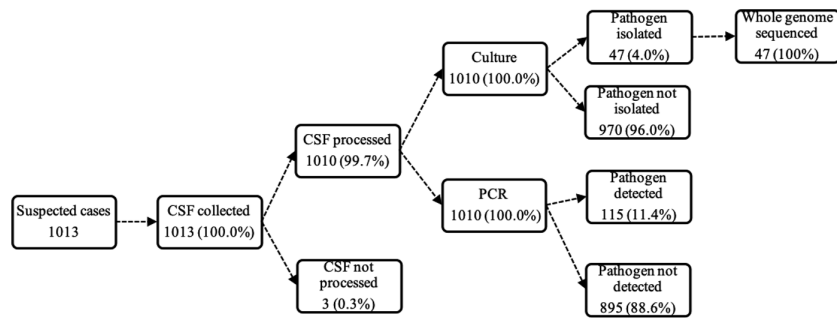 Suspected cases
1013
CSF collected
1013 (100.0%)
CSF processed
1010 (99.7%)
CSF not
processed
3 (0.3%)
Culture
1010 (100.0%)
PCR
1010 (100.0%)
Pathogen
isolated
47 (4.0%)
Whole genome
sequenced
47 (100%)
Pathogen not
isolated
970 (96.0%)
Pathogen
detected
115 (11.4%)
Pathogen not
detected
895 (88.6%)